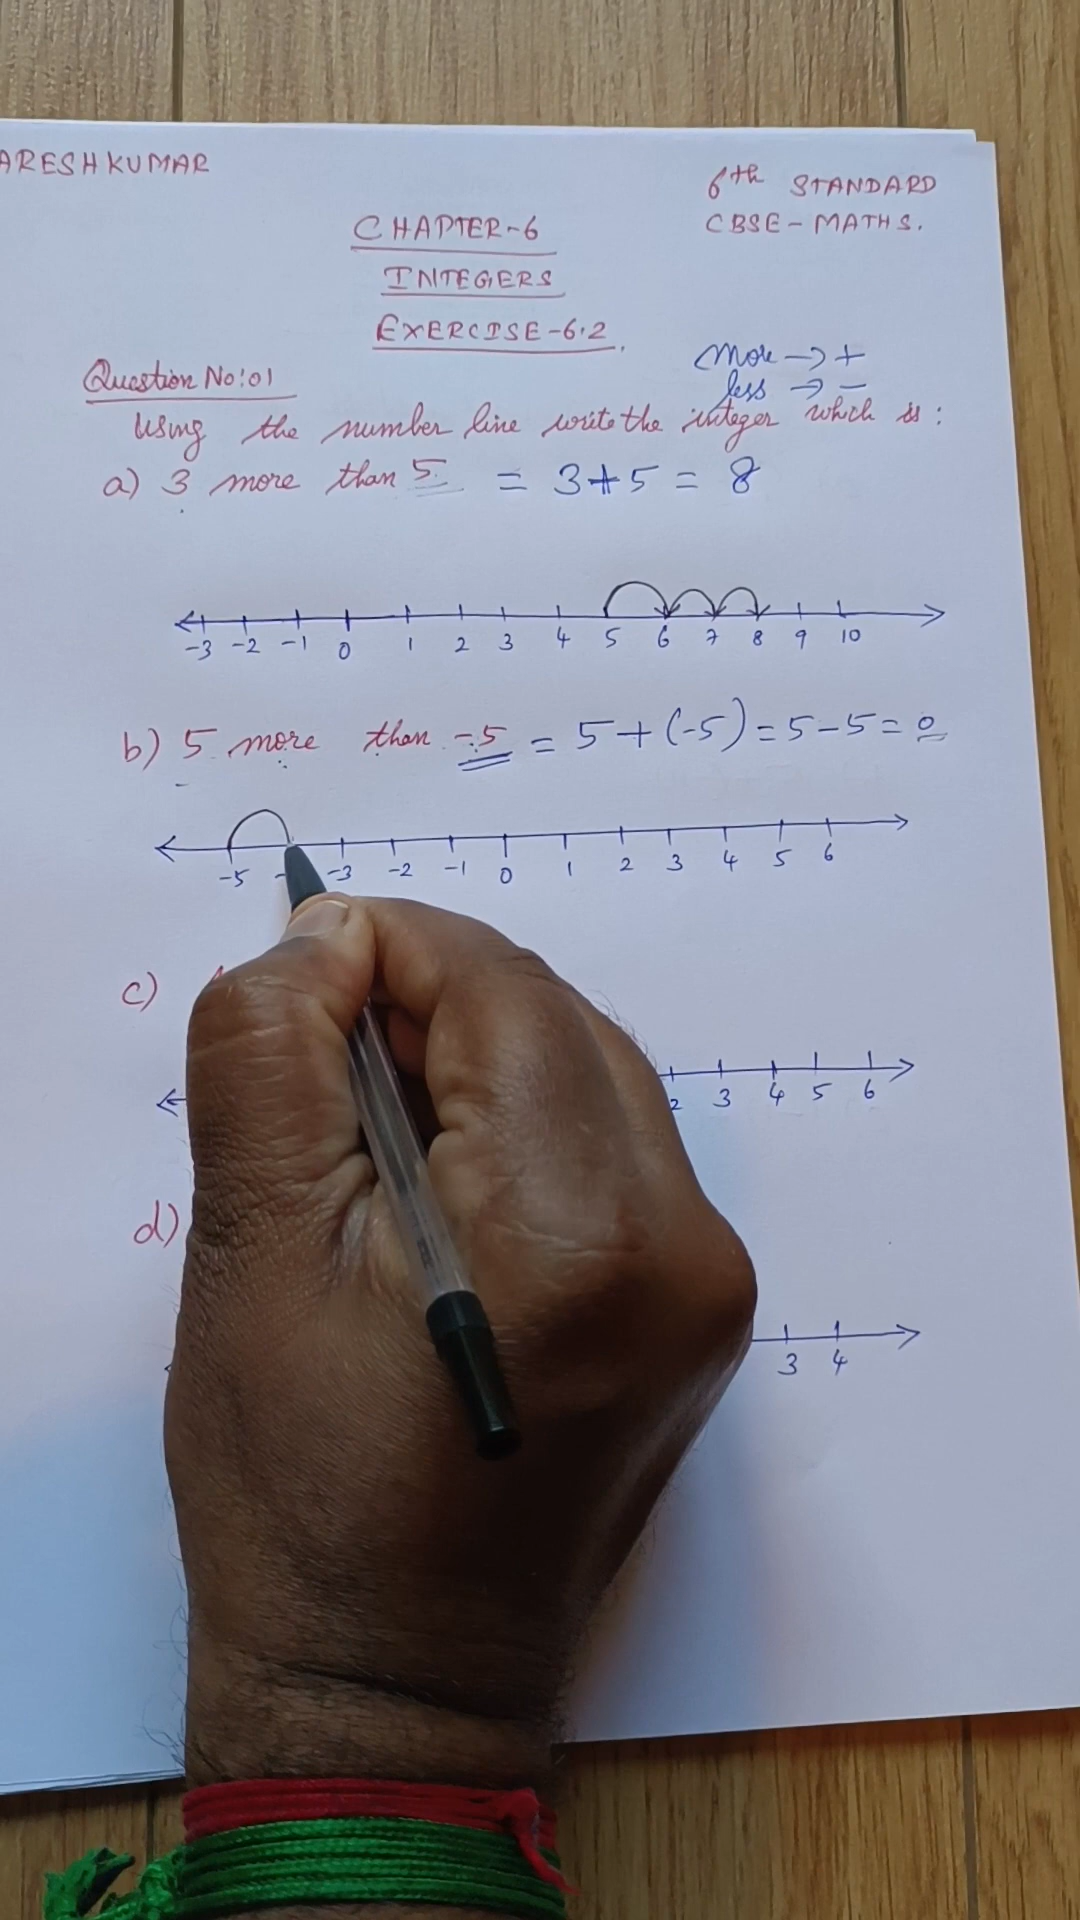 ARESHKUMAR
6th STANDARD
CBSE - MATHS.
CHAPTER-6
INTEGERS
EXERCISE-6.2.
More → +
less → -
Question No:01
Using the number line write the integer which is:
a) 3 more than 5 = 3+5 = 8
-3 -2 -1 0 1 2 3 4 5 6 7 8 9 10
b) 5 more than -5 = 5+(-5) = 5-5 = 0
-5 - -3 -2 -1 0 1 2 3 4 5 6
c)
2 3 4 5 6
d)
3 4